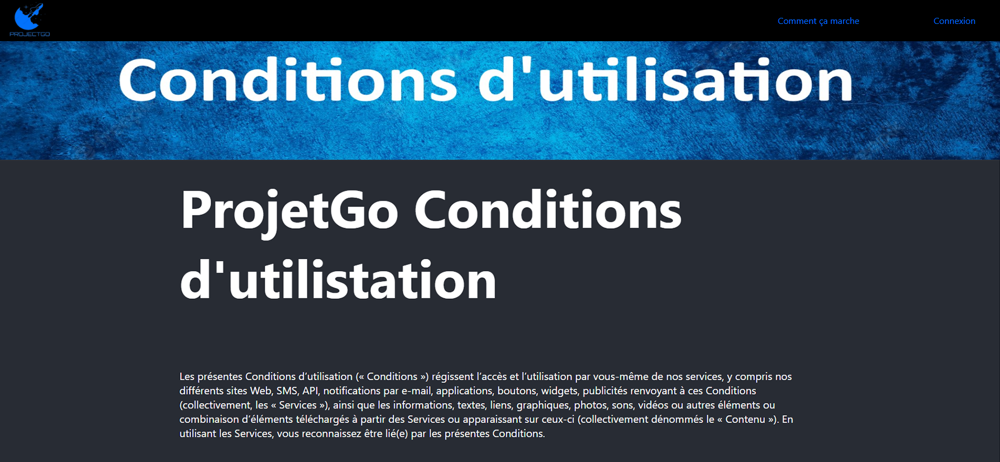 PROJECTGO
Comment ça marche
Connexion
Conditions d'utilisation
ProjetGo Conditions
d'utilistation
Les présentes Conditions d’utilisation (« Conditions ») régissent l’accès et l’utilisation par vous-même de nos services, y compris nos
différents sites Web, SMS, API, notifications par e-mail, applications, boutons, widgets, publicités renvoyant à ces Conditions
(collectivement, les « Services »), ainsi que les informations, textes, liens, graphiques, photos, sons, vidéos ou autres éléments ou
combinaison d’éléments téléchargés à partir des Services ou apparaissant sur ceux-ci (collectivement dénommés le « Contenu »). En
utilisant les Services, vous reconnaissez être lié(e) par les présentes Conditions.